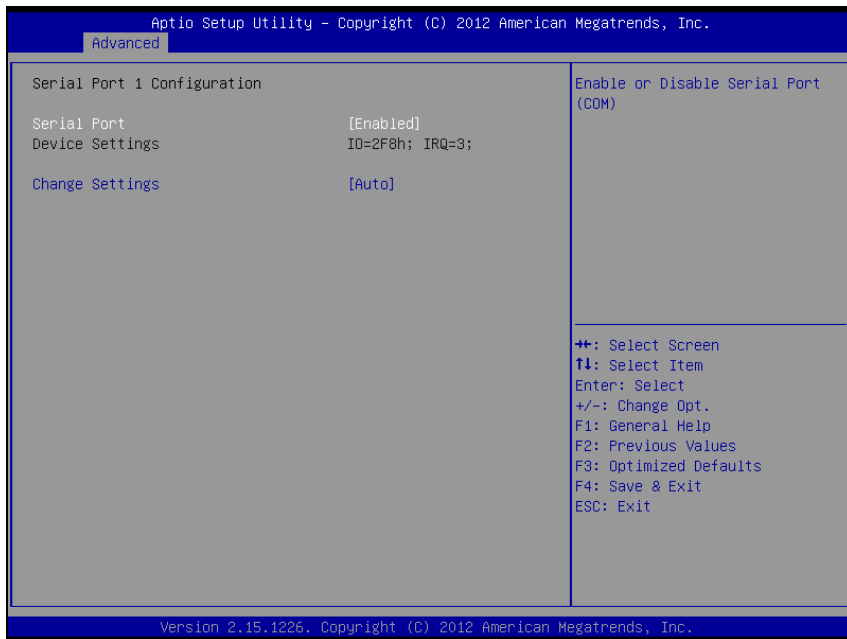 Aptio Setup Utility – Copyright (C) 2012 American Megatrends, Inc.
Advanced
Serial Port 1 Configuration
Serial Port [Enabled]
Device Settings IO=2F8h; IRQ=3;
Change Settings [Auto]
Enable or Disable Serial Port
(COM)
→←: Select Screen
↑↓: Select Item
Enter: Select
+/-: Change Opt.
F1: General Help
F2: Previous Values
F3: Optimized Defaults
F4: Save & Exit
ESC: Exit
Version 2.15.1226. Copyright (C) 2012 American Megatrends, Inc.